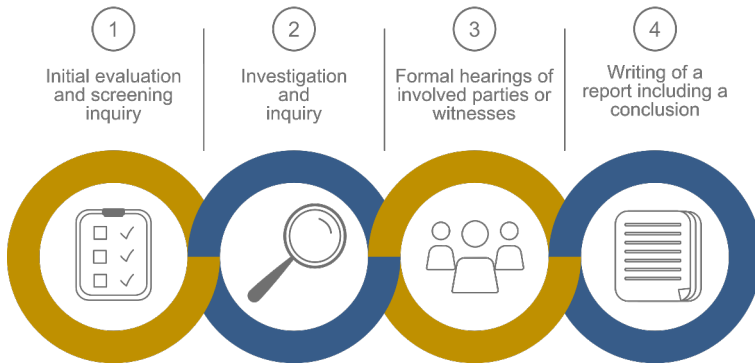 1
Initial evaluation
and screening
inquiry
2
Investigation
and
inquiry
3
Formal hearings of
involved parties or
witnesses
4
Writing of a
report including a
conclusion